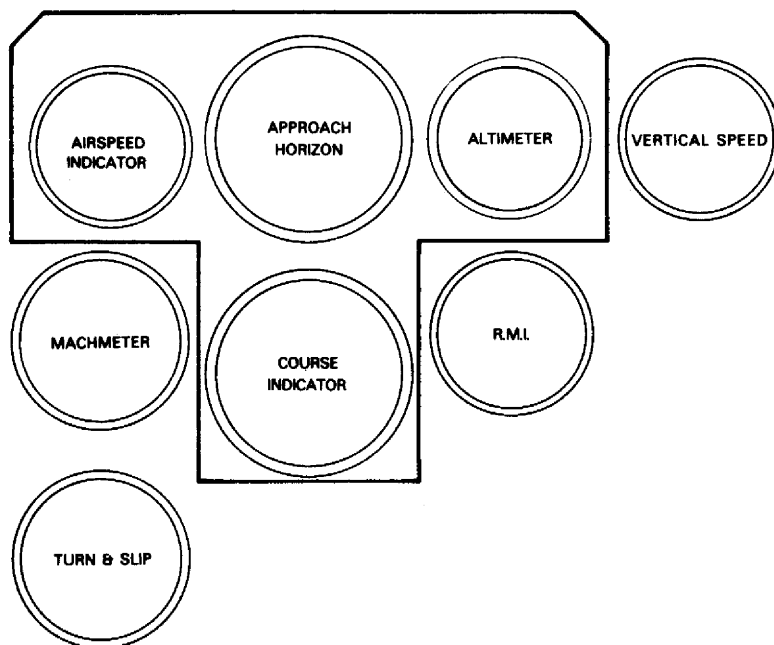 AIRSPEED
INDICATOR
APPROACH
HORIZON
ALTIMETER
VERTICAL SPEED
MACHMETER
COURSE
INDICATOR
R.M.I.
TURN & SLIP